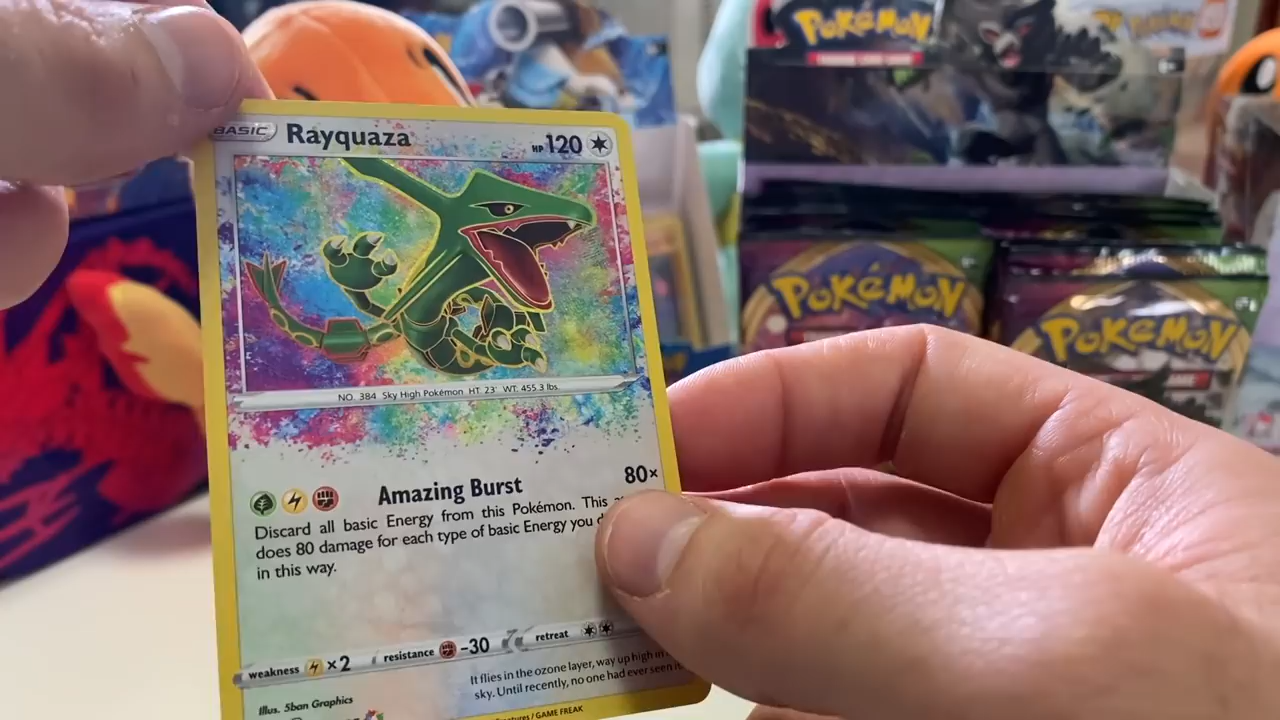 POKéMON
BASIC Rayquaza HP 120
NO. 384 Sky High Pokémon HT 23' WT. 455.3 lbs.
POKéMON
POKéMON
Amazing Burst 80×
Discard all basic Energy from this Pokémon. This
does 80 damage for each type of basic Energy you
in this way.
weakness ×2 resistance -30 retreat
It flies in the ozone layer, way up high in
sky. Until recently, no one had ever seen
Illus. 5ban Graphics
/ GAME FREAK